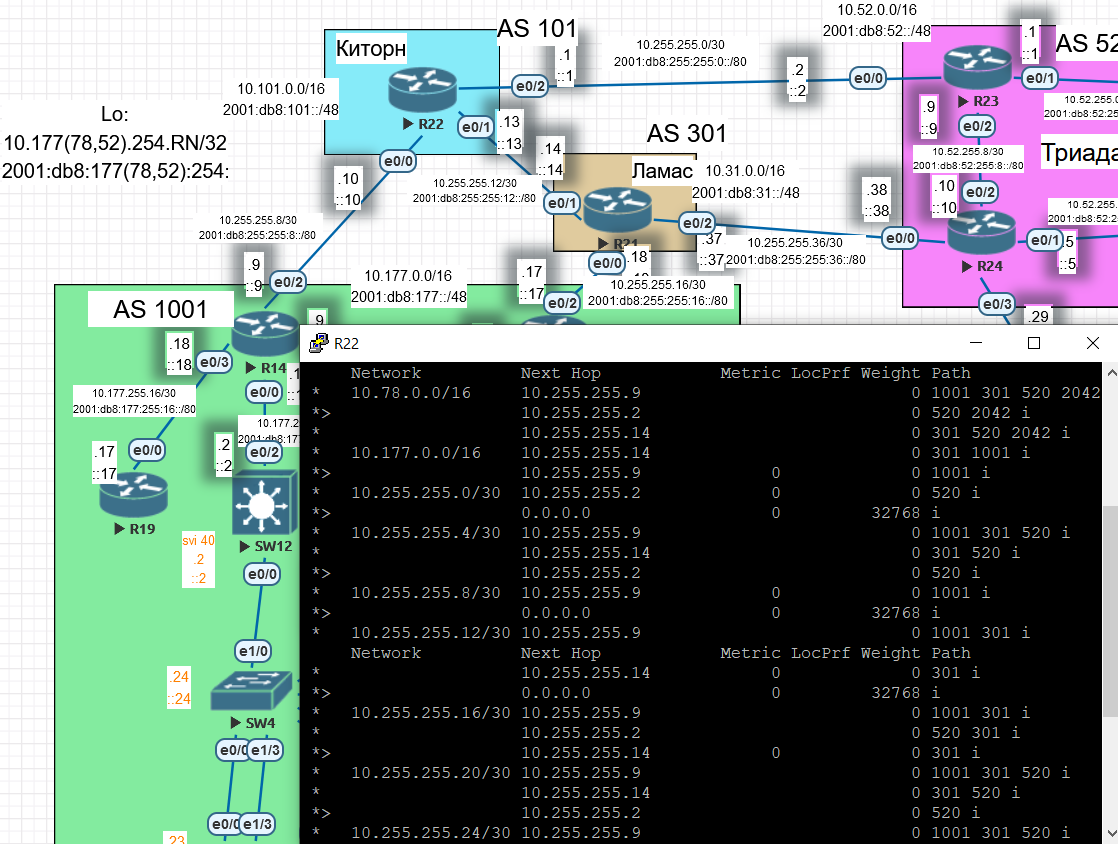 10.52.0.0/16
2001:db8:52::/48
AS 101
AS 52
Киторн
.1
::1
10.255.255.0/30
2001:db8:255:255:0::/80
.2
::2
.1
::1
e0/2
e0/0
e0/1
R23
10.101.0.0/16
2001:db8:101::/48
R22
e0/1
.13
::13
Lo:
10.177(78,52).254.RN/32
2001:db8:177(78,52):254:
.9
::9
e0/2
10.52.255
2001:db8:52
AS 301
Триада
e0/0
.14
::14
Ламас
10.31.0.0/16
2001:db8:31::/48
10.52.255.8/30
2001:db8:52:255:8::/80
.10
::10
10.255.255.12/30
2001:db8:255:255:12::/80
e0/1
R21
e0/2
.38
::38
.10
::10
e0/2
10.255.255.8/30
2001:db8:255:255:8::/80
.37
::37
10.255.255.36/30
2001:db8:255:255:36::/80
e0/0
R24
e0/1
.5
::5
10.52.255.
2001:db8:52:2
.9
::9
e0/2
10.177.0.0/16
2001:db8:177::/48
.17
::17
e0/0
.18
10.255.255.16/30
2001:db8:255:255:16::/80
e0/2
e0/3
.29
AS 1001
.18
::18
e0/3
R14
.9
e0/0
10.177.255.16/30
2001:db8:177:255:16::/80
10.177.2
2001:db8:177
.2
::2
e0/2
.17
::17
e0/0
R19
SW12
svi 40
.2
::2
e0/0
e1/0
.24
::24
SW4
e0/0
e1/3
e0/0
e1/3
.23
R22
Network Next Hop Metric LocPrf Weight Path
* 10.78.0.0/16 10.255.255.9 0 1001 301 520 2042
*> 10.255.255.2 0 520 2042 i
* 10.255.255.14 0 301 520 2042 i
* 10.177.0.0/16 10.255.255.14 0 301 1001 i
*> 10.255.255.9 0 0 1001 i
* 10.255.255.0/30 10.255.255.2 0 0 520 i
*> 0.0.0.0 0 32768 i
* 10.255.255.4/30 10.255.255.9 0 1001 301 520 i
* 10.255.255.14 0 301 520 i
*> 10.255.255.2 0 520 i
* 10.255.255.8/30 10.255.255.9 0 0 1001 i
*> 0.0.0.0 0 32768 i
* 10.255.255.12/30 10.255.255.9 0 1001 301 i
Network Next Hop Metric LocPrf Weight Path
* 10.255.255.14 0 0 301 i
*> 0.0.0.0 0 32768 i
* 10.255.255.16/30 10.255.255.9 0 1001 301 i
* 10.255.255.2 0 520 301 i
*> 10.255.255.14 0 0 301 i
* 10.255.255.20/30 10.255.255.9 0 1001 301 520 i
* 10.255.255.14 0 301 520 i
*> 10.255.255.2 0 520 i
* 10.255.255.24/30 10.255.255.9 0 1001 301 520 i